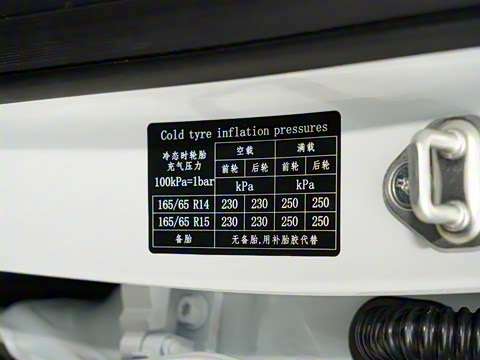 Cold tyre inflation pressures
冷态时轮胎充气压力 空载 满载
100kPa=1bar 前轮 后轮 前轮 后轮
kPa kPa
165/65 R14 230 230 250 250
165/65 R15 230 230 250 250
备胎 无备胎,用补胎胶代替